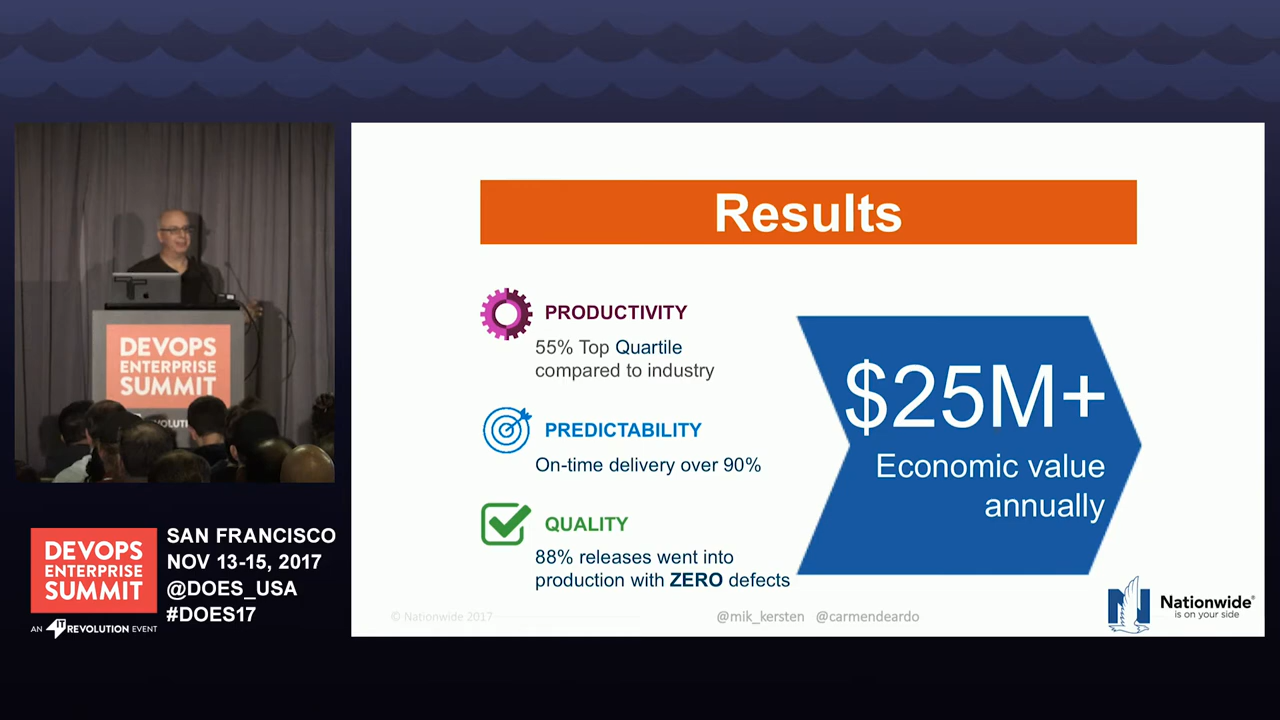 Results
PRODUCTIVITY
55% Top Quartile
compared to industry
PREDICTABILITY
On-time delivery over 90%
QUALITY
88% releases went into
production with ZERO defects
$25M+
Economic value
annually
© Nationwide 2017
@mik_kersten @carmendeardo
Nationwide®
is on your side
DEVOPS
ENTERPRISE
SUMMIT
DEVOPS
ENTERPRISE
SUMMIT
AN IT REVOLUTION EVENT
SAN FRANCISCO
NOV 13-15, 2017
@DOES_USA
#DOES17